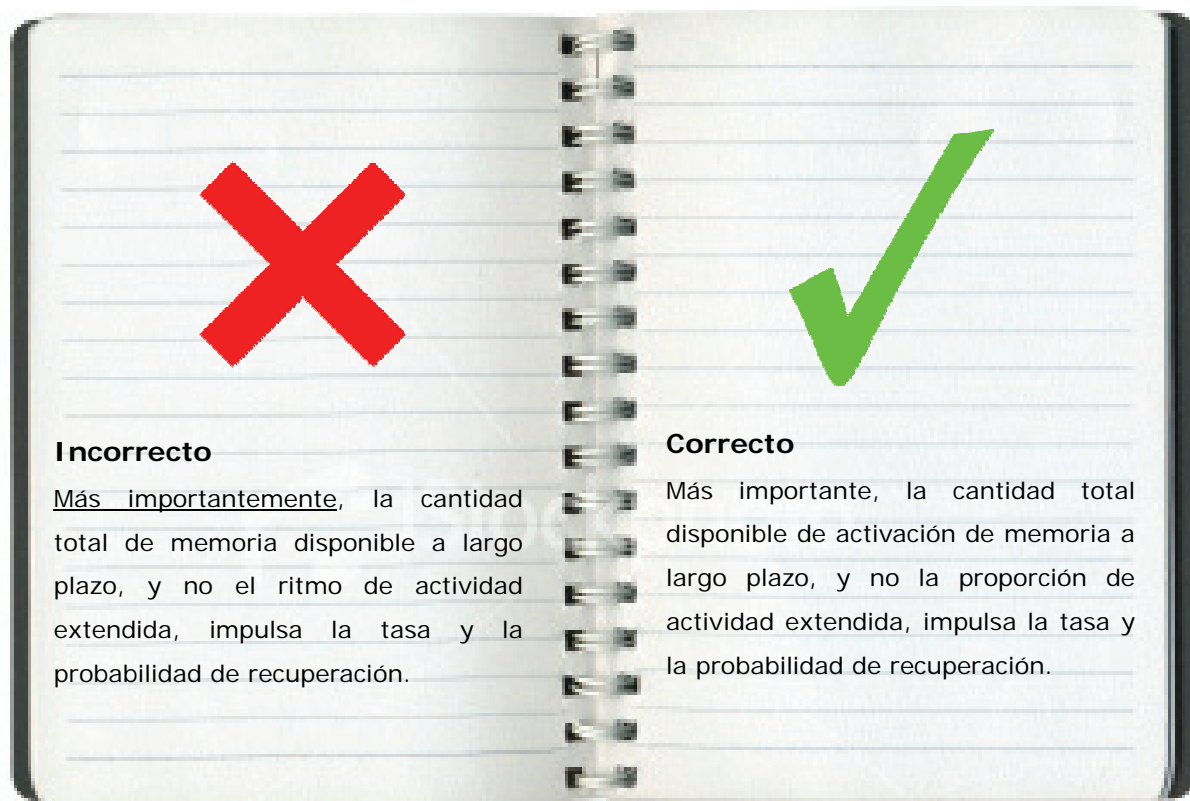 Incorrecto
Más importantemente, la cantidad
total de memoria disponible a largo
plazo, y no el ritmo de actividad
extendida, impulsa la tasa y la
probabilidad de recuperación.
Correcto
Más importante, la cantidad total
disponible de activación de memoria a
largo plazo, y no la proporción de
actividad extendida, impulsa la tasa y
la probabilidad de recuperación.